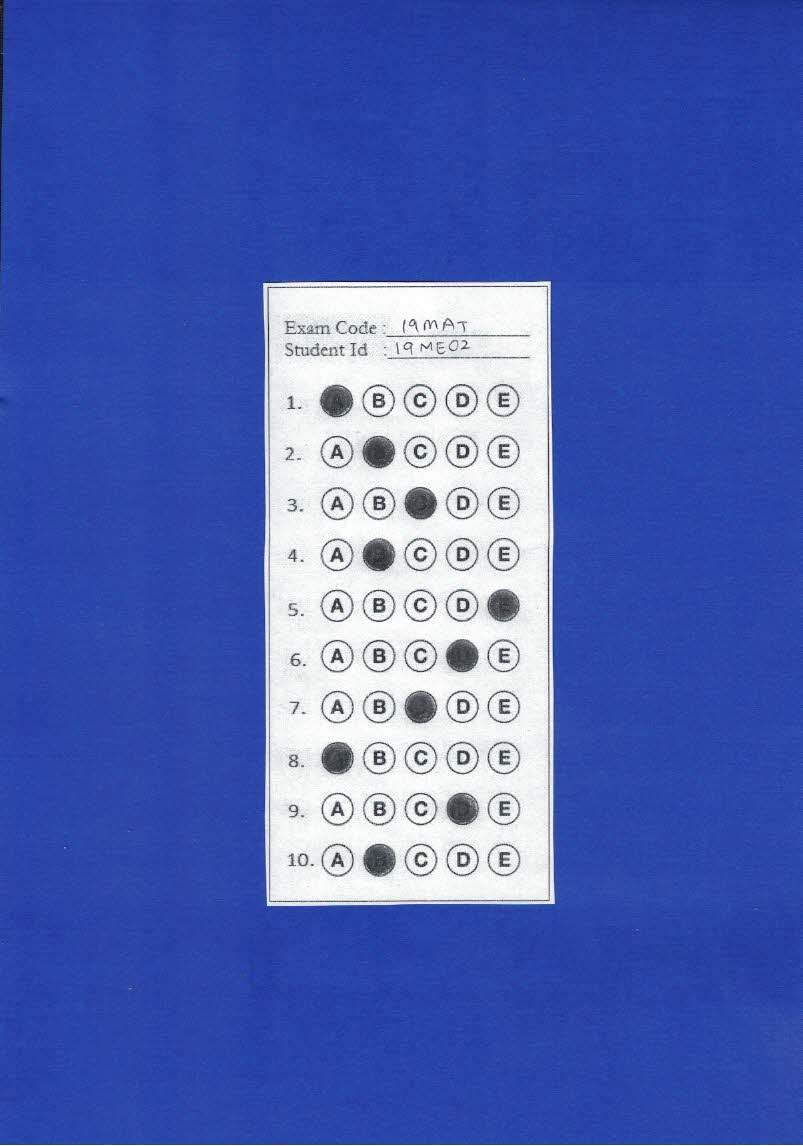 Exam Code : 19MAT
Student Id : 19ME02
1. A B C D E
2. A C D E
3. A B D E
4. A C D E
5. A B C D
6. A B C E
7. A B D E
8. A B C D E
9. A B C D E
10. A B C D E